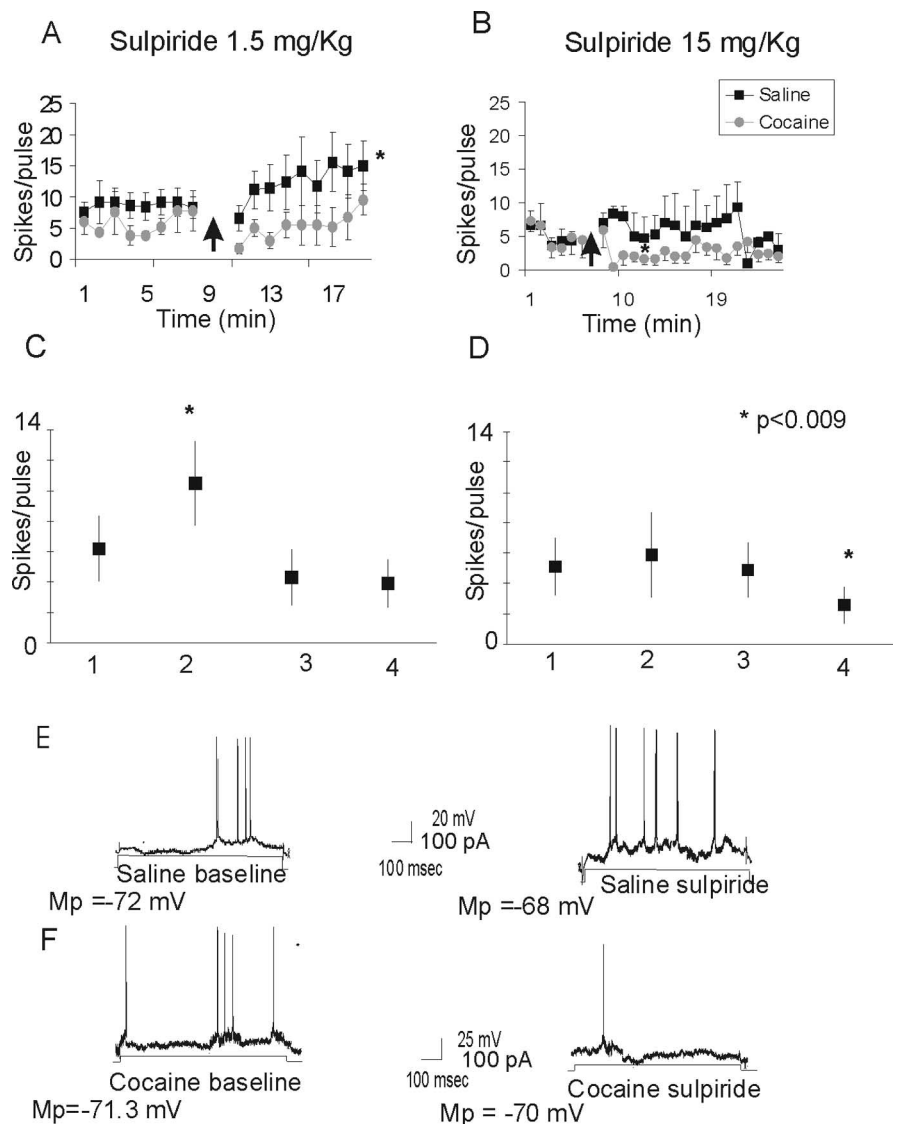 A
Sulpiride 1.5 mg/Kg
Spikes/pulse
25
20
15
10
5
0
1 5 9 13 17
Time (min)
*
B
Sulpiride 15 mg/Kg
Saline
Cocaine
Spikes/pulse
25
20
15
10
5
0
1 10 19
Time (min)
*
C
Spikes/pulse
14
0
*
1 2 3 4
D
Spikes/pulse
14
0
* p<0.009
*
1 2 3 4
E
Saline baseline
Mp =-72 mV
20 mV
100 pA
100 msec
Saline sulpiride
Mp =-68 mV
F
Cocaine baseline
Mp=-71.3 mV
25 mV
100 pA
100 msec
Cocaine sulpiride
Mp = -70 mV